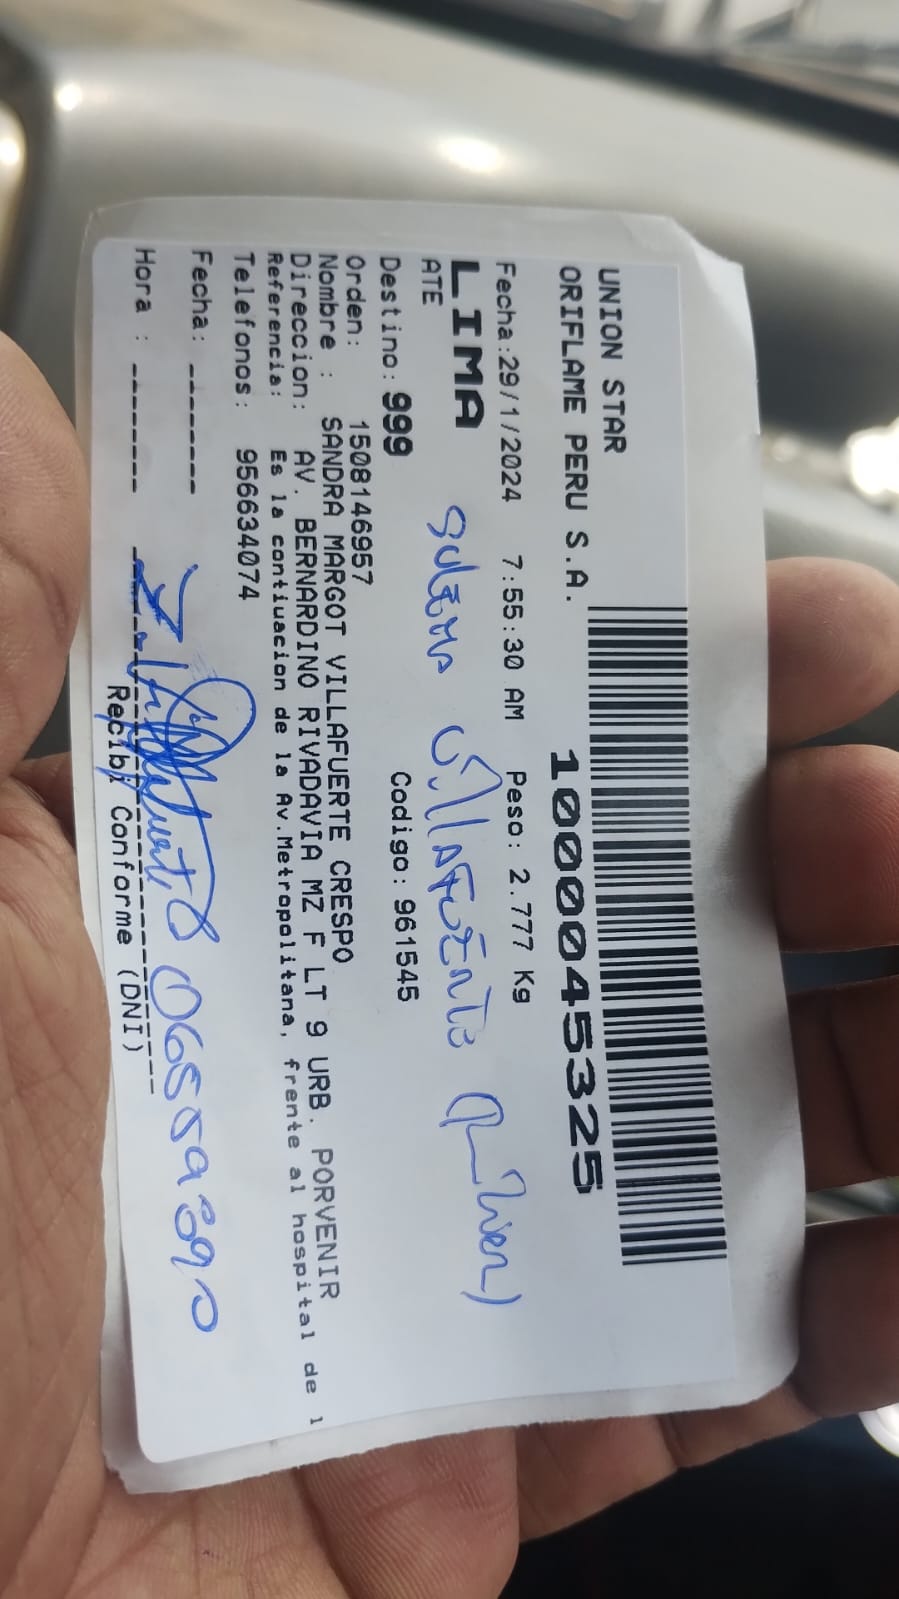 UNION STAR
ORIFLAME PERU S.A.
1000045325
Fecha:29/1/2024 7:55:30 AM Peso: 2.777 Kg
LIMA
ATE
Villafuerte
Destino: 999 Codigo: 961545
Orden: 1508146957
Nombre : SANDRA MARGOT VILLAFUERTE CRESPO
Direccion: AV. BERNARDINO RIVADAVIA MZ F LT 9 URB. PORVENIR
Referencia: Es la contiuacion de la Av.Metropolitana, frente al hospital de l
Telefonos: 956634074
Fecha: -------
Hora : -------
Recibi Conforme (DNI)